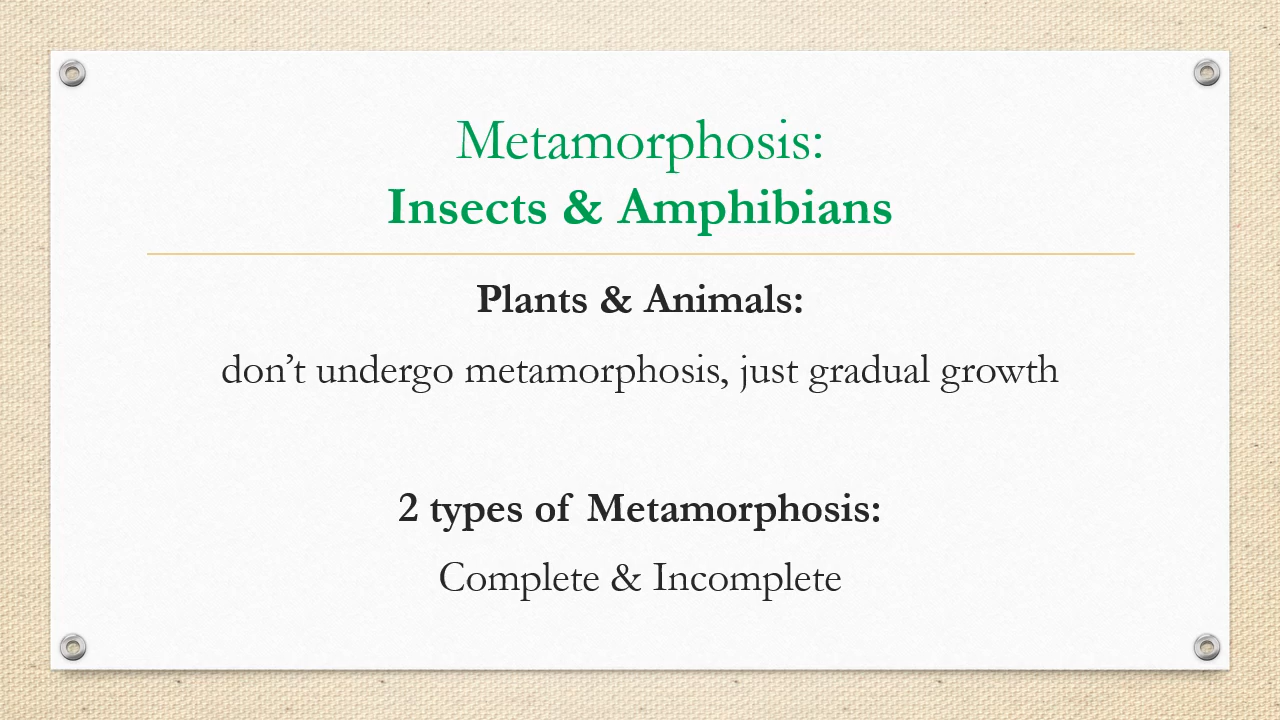 Metamorphosis:
Insects & Amphibians
Plants & Animals:
don’t undergo metamorphosis, just gradual growth
2 types of Metamorphosis:
Complete & Incomplete